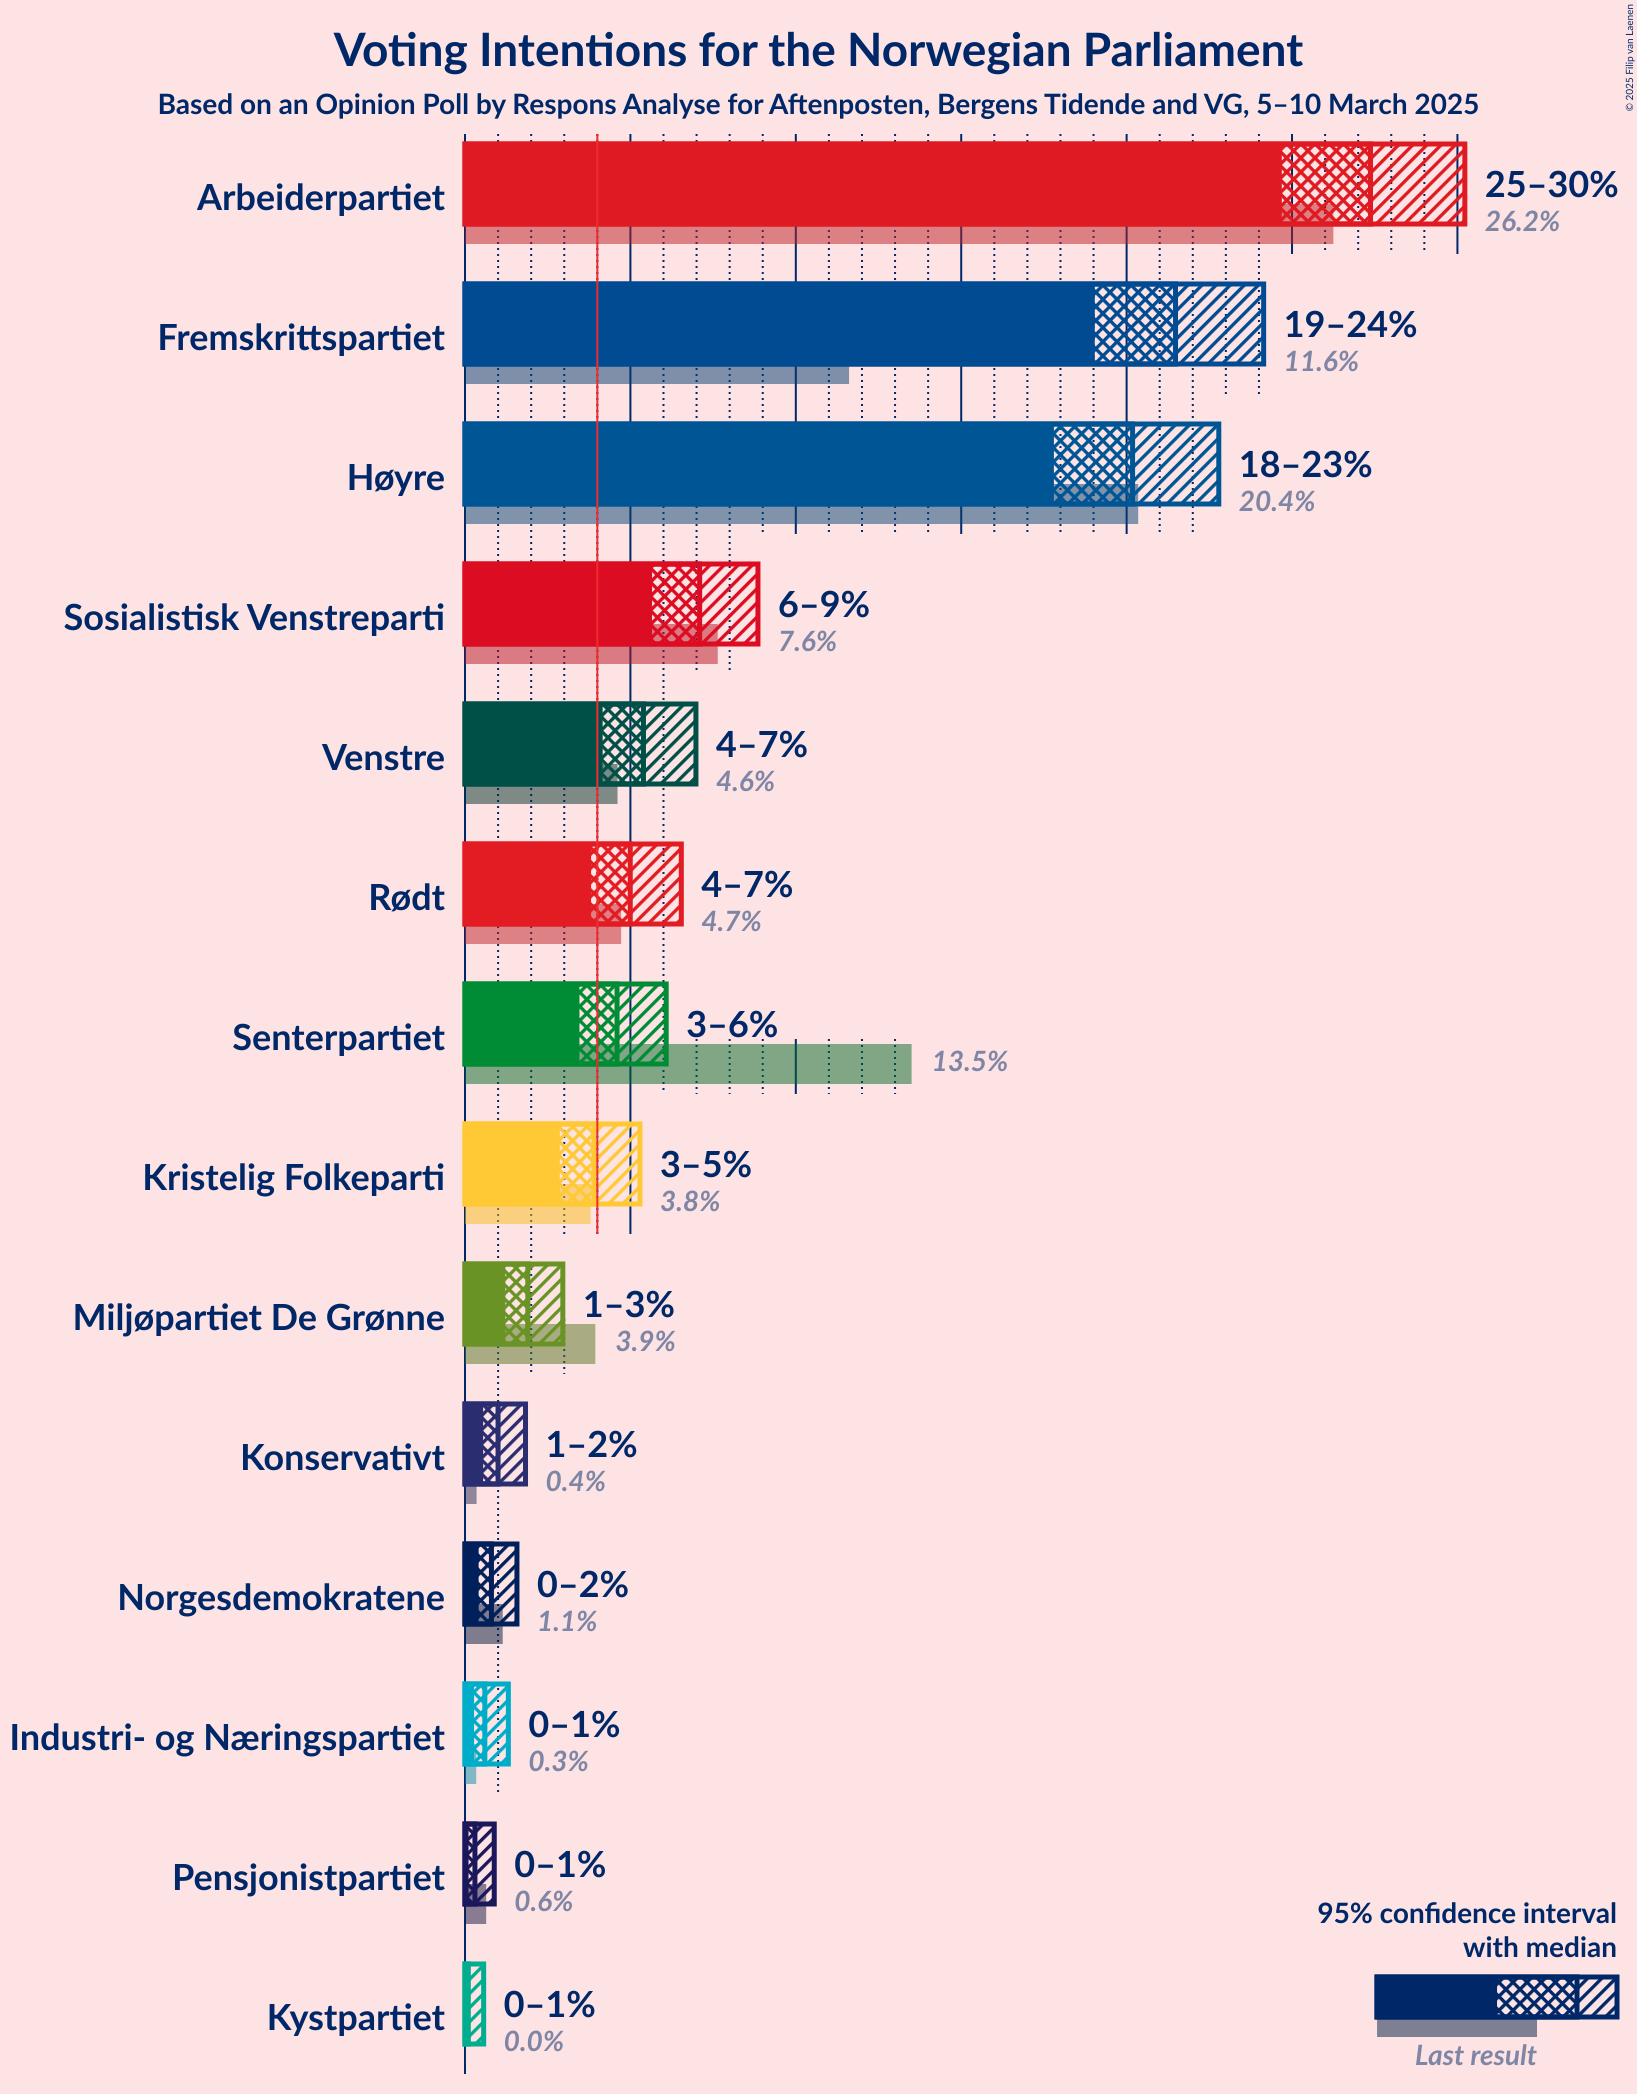 Voting Intentions for the Norwegian Parliament
Based on an Opinion Poll by Respons Analyse for Aftenposten, Bergens Tidende and VG, 5–10 March 2025
© 2025 Filip van Laenen
Arbeiderpartiet
25–30%
26.2%
Fremskrittspartiet
19–24%
11.6%
Høyre
18–23%
20.4%
Sosialistisk Venstreparti
6–9%
7.6%
Venstre
4–7%
4.6%
Rødt
4–7%
4.7%
Senterpartiet
3–6%
13.5%
Kristelig Folkeparti
3–5%
3.8%
Miljøpartiet De Grønne
1–3%
3.9%
Konservativt
1–2%
0.4%
Norgesdemokratene
0–2%
1.1%
Industri- og Næringspartiet
0–1%
0.3%
Pensjonistpartiet
0–1%
0.6%
Kystpartiet
0–1%
0.0%
95% confidence interval
with median
Last result